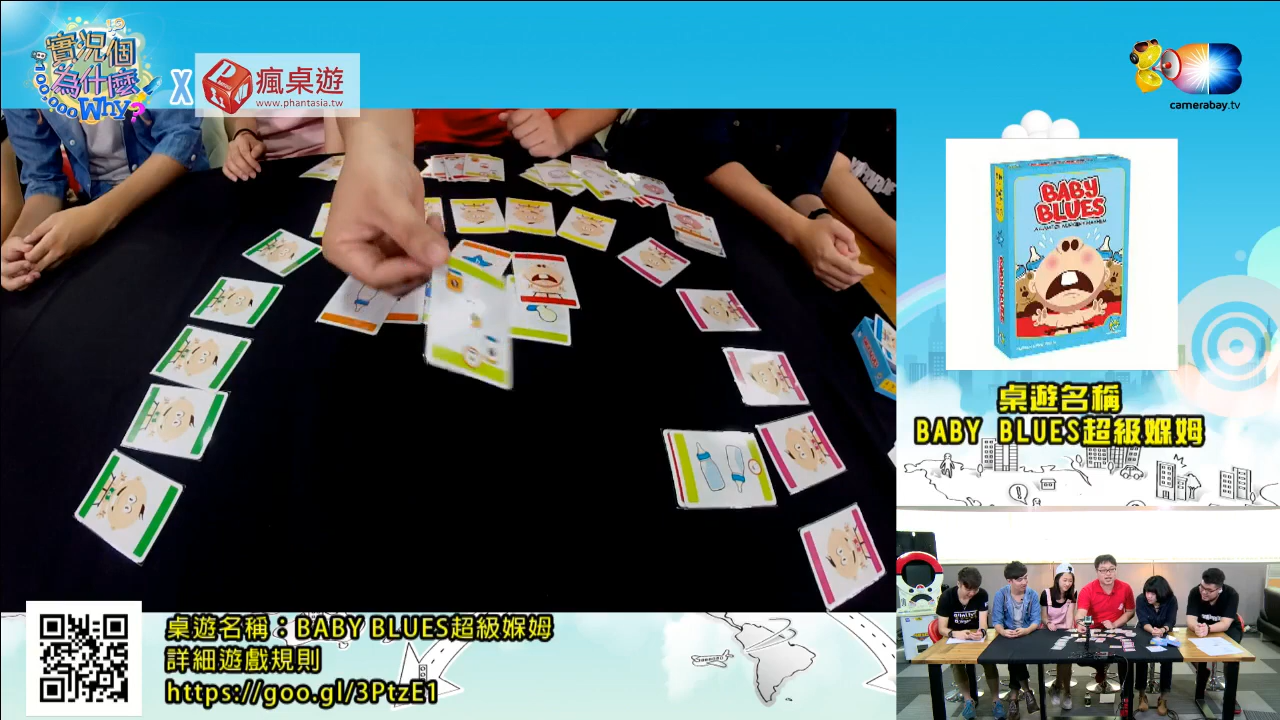 實況個
為什麼
100,000
Why?
X
瘋桌遊
www.phantasia.tw
camerabay.tv
BABY
BLUES
桌遊名稱
BABY BLUES超級媬姆
桌遊名稱：BABY BLUES超級媬姆
詳細遊戲規則
https://goo.gl/3PtzE1